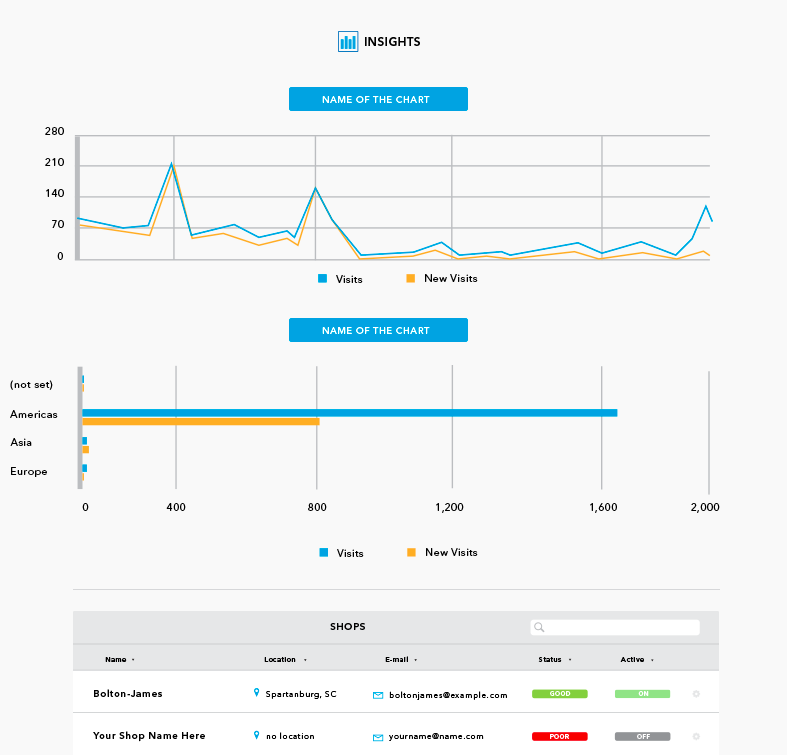 INSIGHTS
NAME OF THE CHART
280
210
140
70
0
Visits New Visits
NAME OF THE CHART
(not set)
Americas
Asia
Europe
0 400 800 1,200 1,600 2,000
Visits New Visits
SHOPS
Name Location E-mail Status Active
Bolton-James Spartanburg, SC boltonjames@example.com GOOD ON
Your Shop Name Here no location yourname@name.com POOR OFF